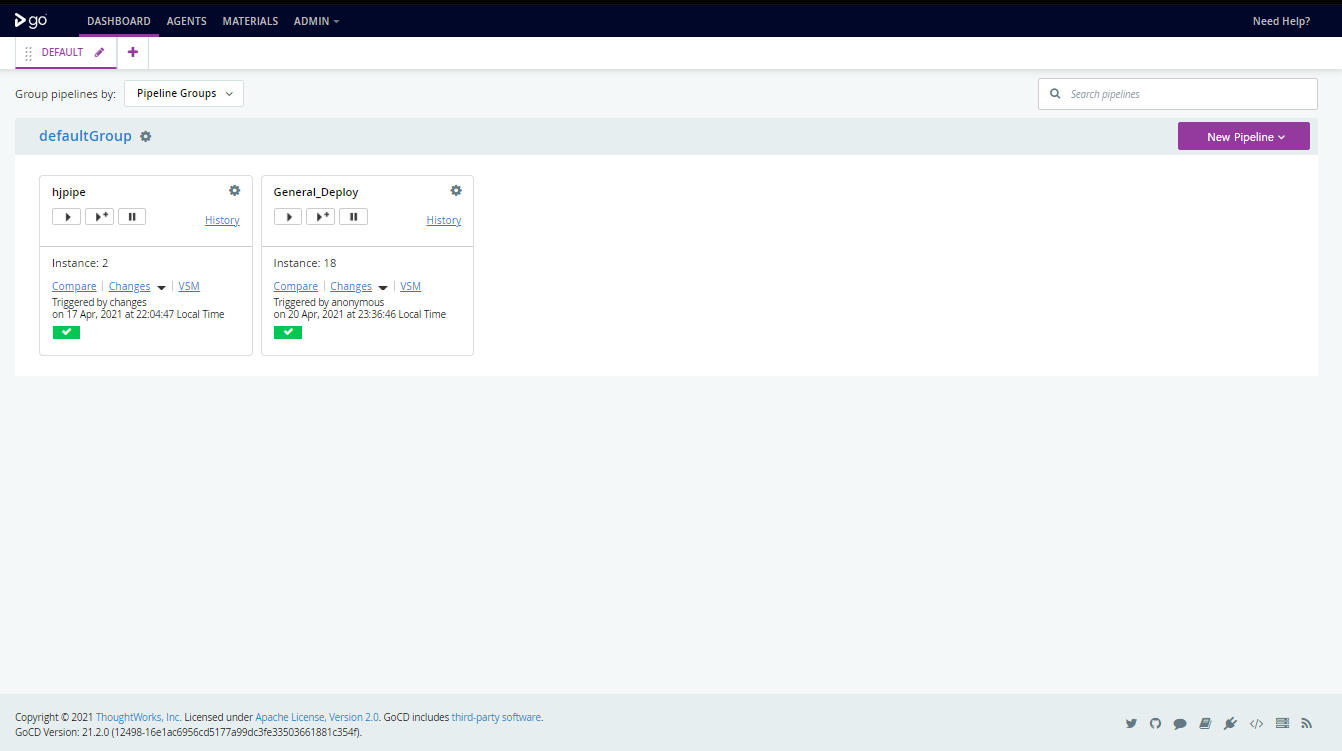 go
DASHBOARD AGENTS MATERIALS ADMIN Need Help?
DEFAULT +
Group pipelines by: Pipeline Groups Search pipelines
defaultGroup New Pipeline
hjpipe
History
Instance: 2
Compare | Changes | VSM
Triggered by changes
on 17 Apr, 2021 at 22:04:47 Local Time
General_Deploy
History
Instance: 18
Compare | Changes | VSM
Triggered by anonymous
on 20 Apr, 2021 at 23:36:46 Local Time
Copyright © 2021 ThoughtWorks, Inc. Licensed under Apache License, Version 2.0. GoCD includes third-party software.
GoCD Version: 21.2.0 (12498-16e1ac6956cd5177a99dc3fe33503661881c354f).